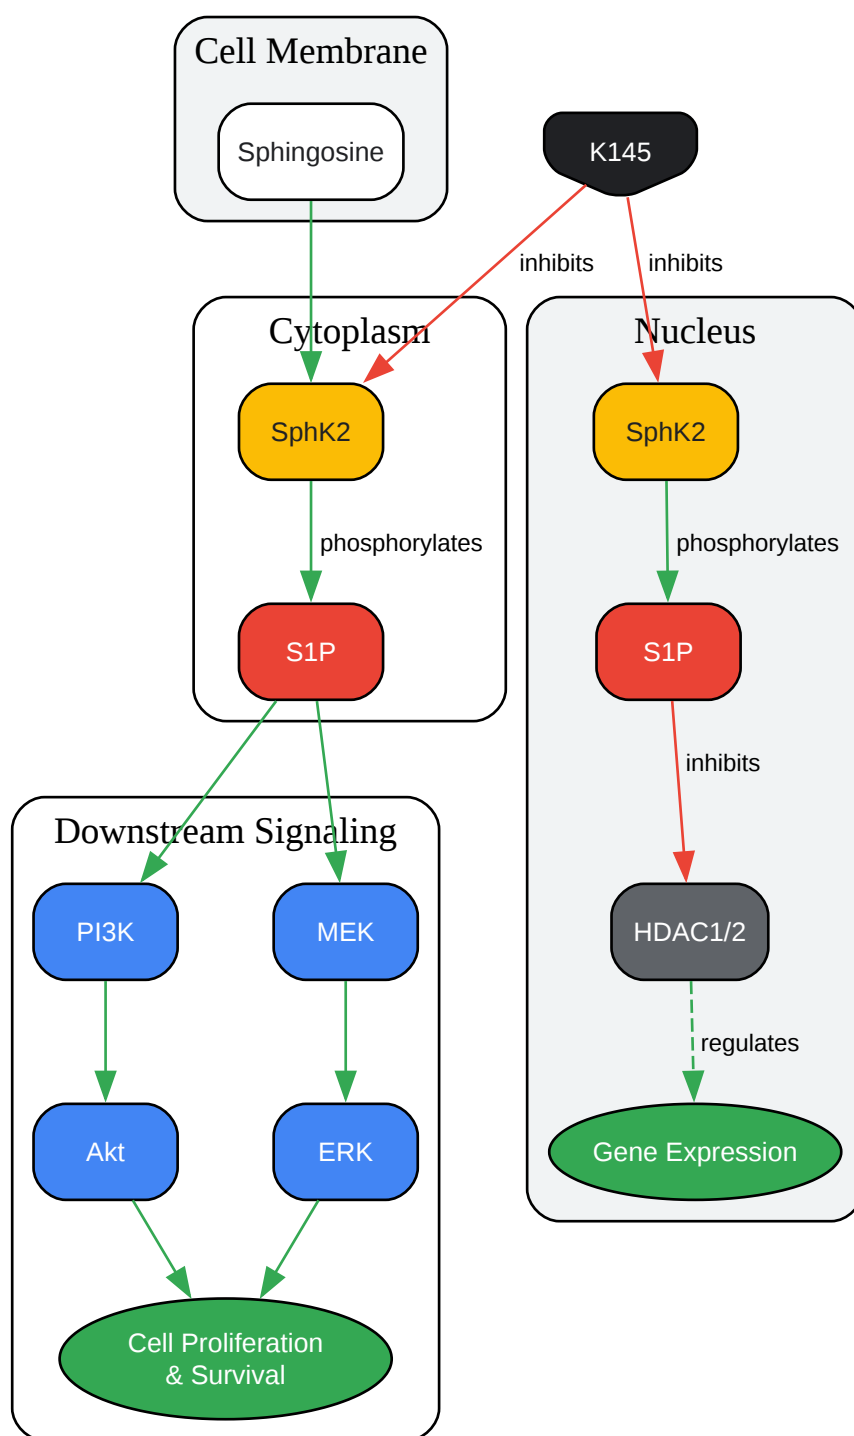 Cell Membrane
Sphingosine
K145
inhibits
inhibits
Cytoplasm
Nucleus
SphK2
SphK2
phosphorylates
phosphorylates
S1P
S1P
inhibits
Downstream Signaling
PI3K
MEK
HDAC1/2
regulates
Akt
ERK
Gene Expression
Cell Proliferation
& Survival